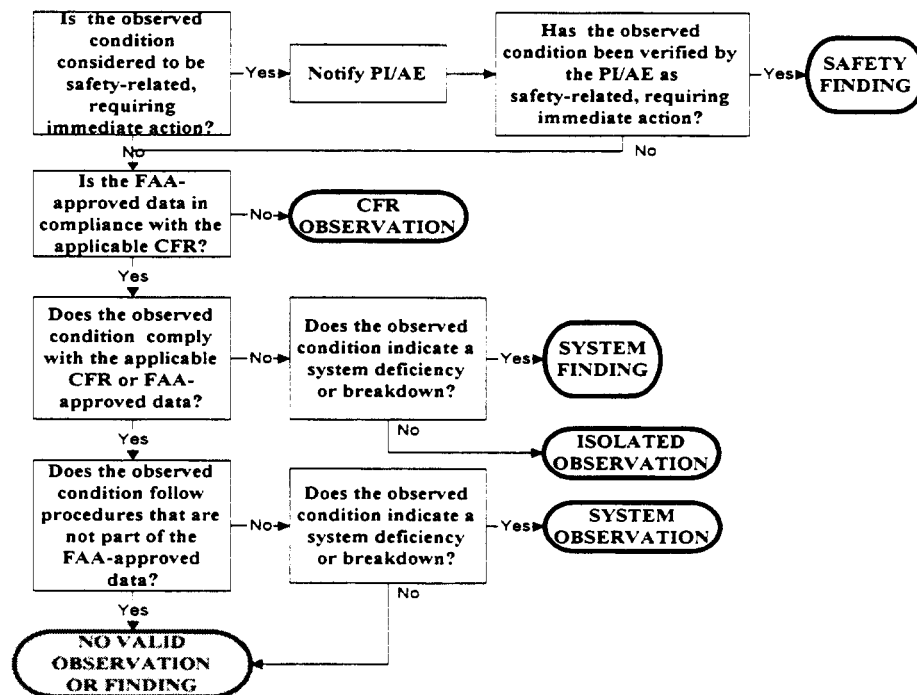 Is the observed
condition
considered to be
safety-related,
requiring
immediate action?
Yes
Notify PI/AE
Has the observed
condition been verified by
the PI/AE as
safety-related, requiring
immediate action?
Yes
SAFETY
FINDING
No
No
Is the FAA-
approved data in
compliance with the
applicable CFR?
No
CFR
OBSERVATION
Yes
Does the observed
condition comply
with the applicable
CFR or FAA-
approved data?
No
Does the observed
condition indicate a
system deficiency
or breakdown?
Yes
SYSTEM
FINDING
No
ISOLATED
OBSERVATION
Yes
Does the observed
condition follow
procedures that are
not part of the
FAA-approved
data?
No
Does the observed
condition indicate a
system deficiency
or breakdown?
Yes
SYSTEM
OBSERVATION
No
Yes
NO VALID
OBSERVATION
OR FINDING